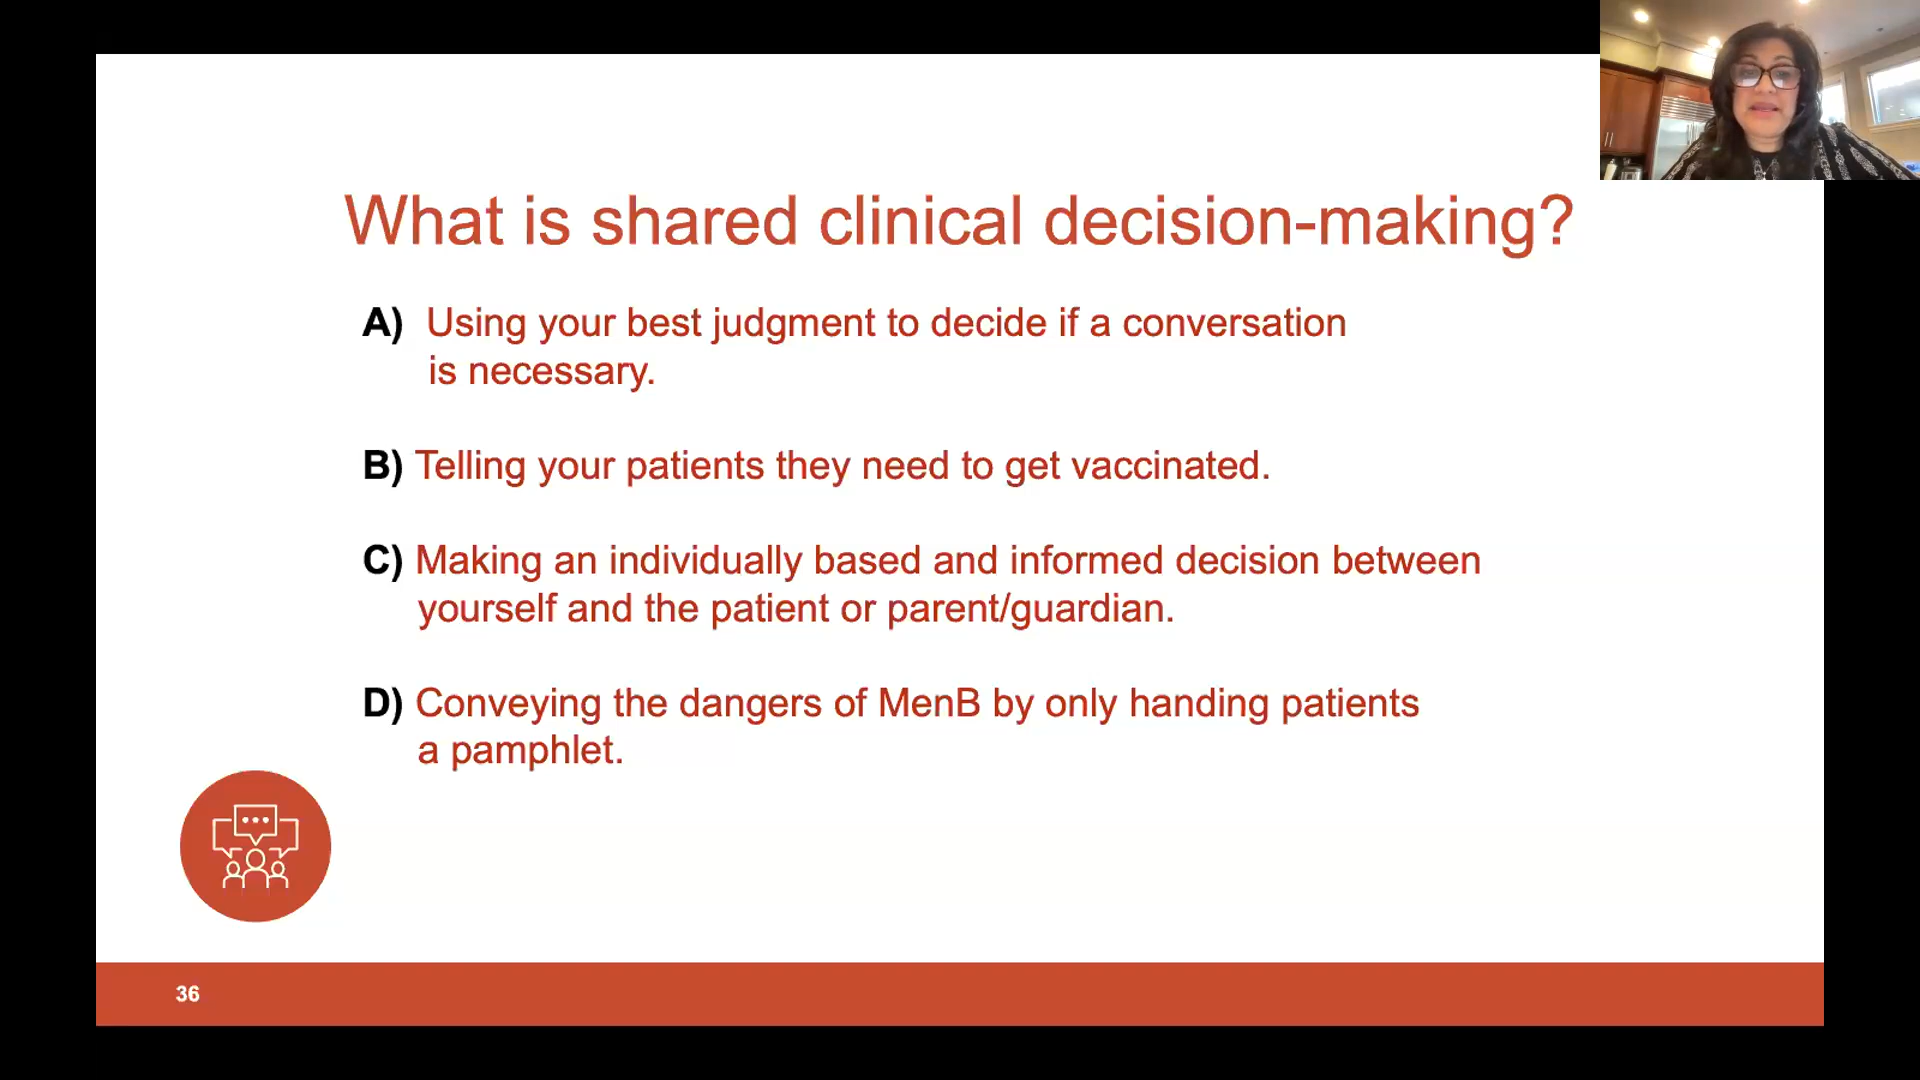 What is shared clinical decision-making?
A) Using your best judgment to decide if a conversation
is necessary.
B) Telling your patients they need to get vaccinated.
C) Making an individually based and informed decision between
yourself and the patient or parent/guardian.
D) Conveying the dangers of MenB by only handing patients
a pamphlet.
36